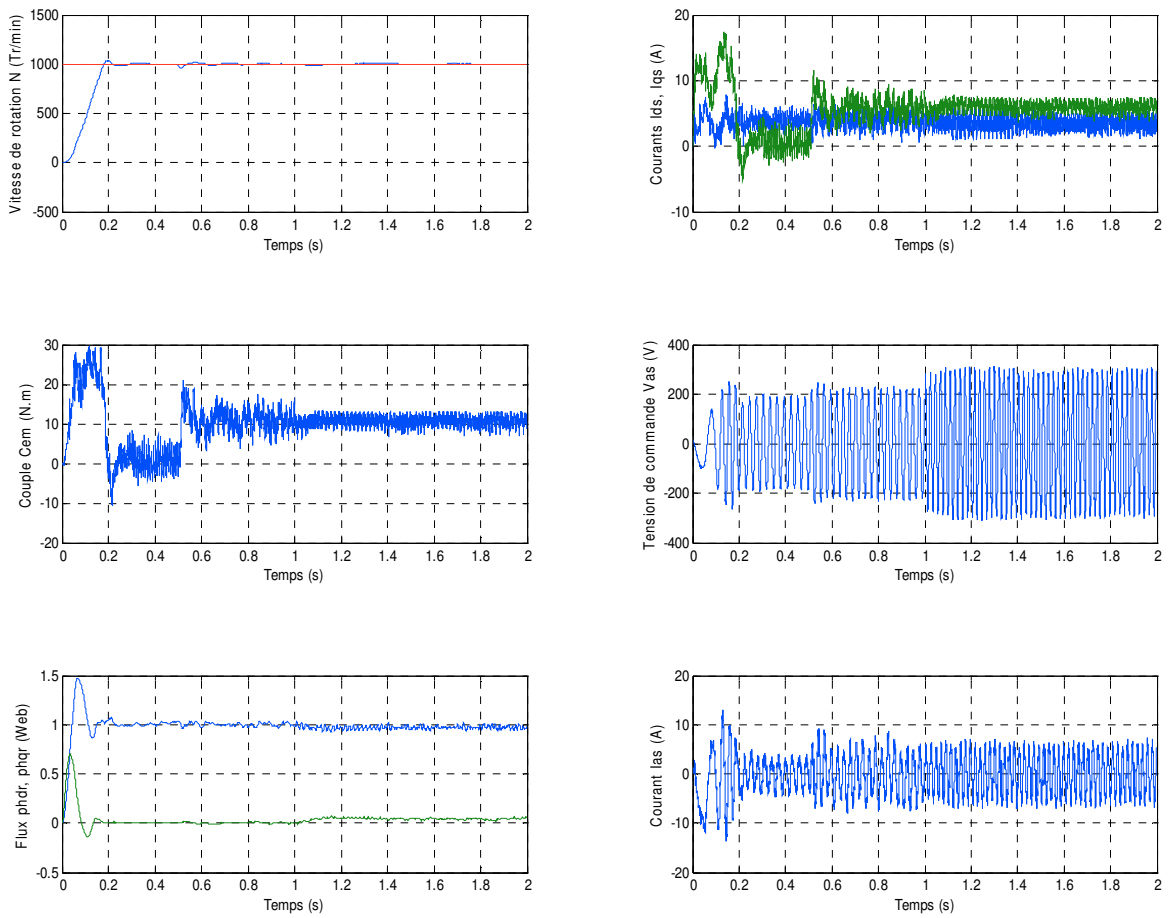 Vitesse de rotation N (Tr/min)
1500
1000
500
0
-500
0 0.2 0.4 0.6 0.8 1 1.2 1.4 1.6 1.8 2
Temps (s)
Courants Ids, Iqs (A)
20
10
0
-10
0 0.2 0.4 0.6 0.8 1 1.2 1.4 1.6 1.8 2
Temps (s)
Couple Cem (N.m)
30
20
10
0
-10
-20
0 0.2 0.4 0.6 0.8 1 1.2 1.4 1.6 1.8 2
Temps (s)
Tension de commande Vas (V)
400
200
0
-200
-400
0 0.2 0.4 0.6 0.8 1 1.2 1.4 1.6 1.8 2
Temps (s)
Flux phdr, phqr (Web)
1.5
1
0.5
0
-0.5
0 0.2 0.4 0.6 0.8 1 1.2 1.4 1.6 1.8 2
Temps (s)
Courant Ias (A)
20
10
0
-10
-20
0 0.2 0.4 0.6 0.8 1 1.2 1.4 1.6 1.8 2
Temps (s)